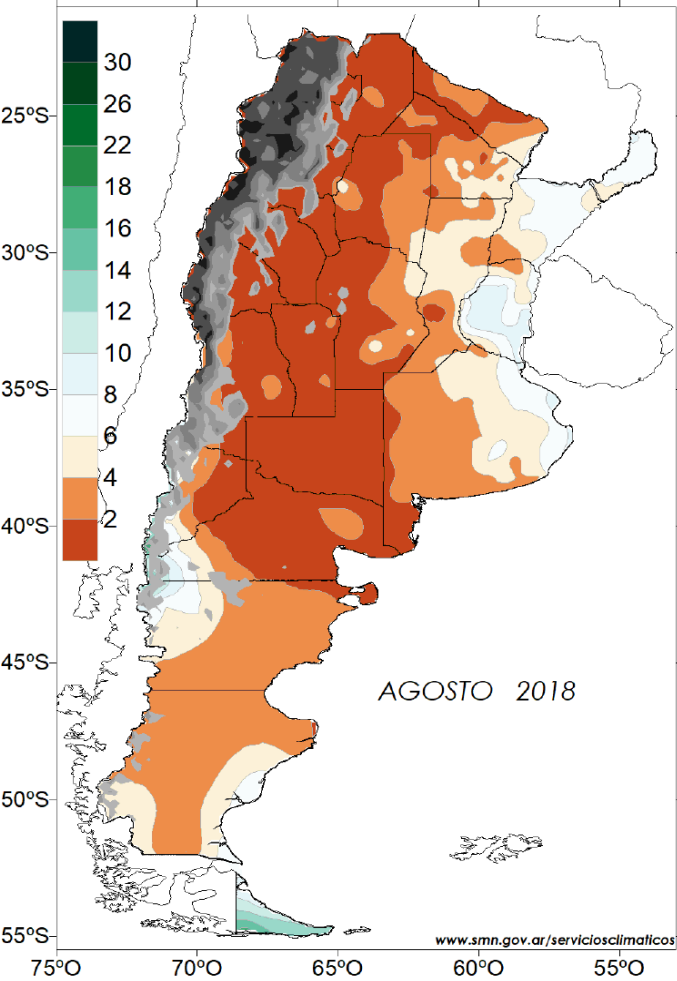 30
26
22
18
16
14
12
10
8
6
4
2
25ºS
30ºS
35ºS
40ºS
45ºS
50ºS
55ºS
AGOSTO 2018
www.smn.gov.ar/serviciosclimaticos
75ºO 70ºO 65ºO 60ºO 55ºO